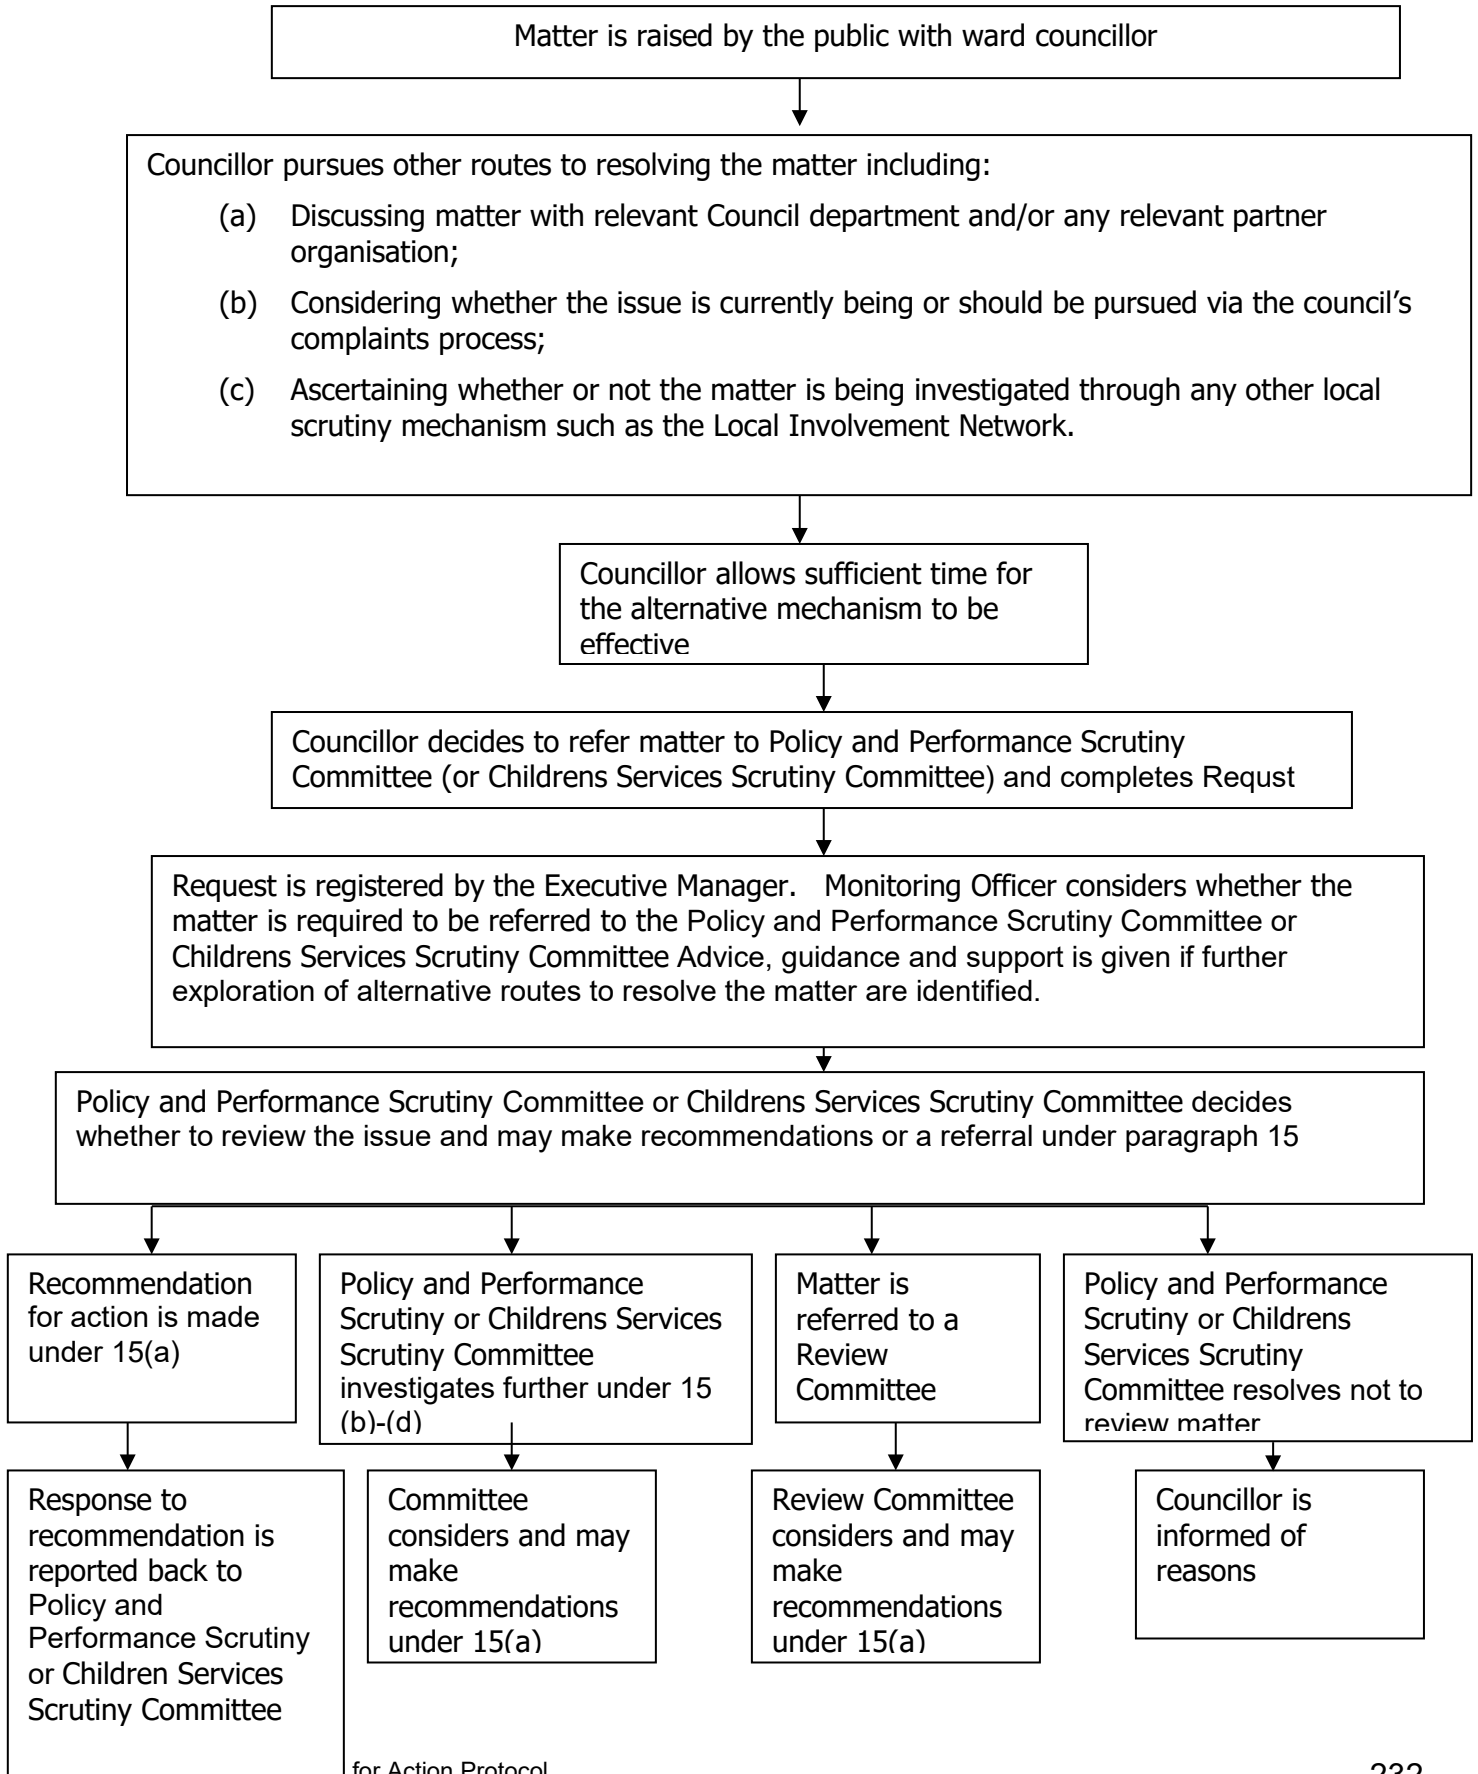 Matter is raised by the public with ward councillor
Councillor pursues other routes to resolving the matter including:
(a) Discussing matter with relevant Council department and/or any relevant partner
organisation;
(b) Considering whether the issue is currently being or should be pursued via the council’s
complaints process;
(c) Ascertaining whether or not the matter is being investigated through any other local
scrutiny mechanism such as the Local Involvement Network.
Councillor allows sufficient time for
the alternative mechanism to be
effective
Councillor decides to refer matter to Policy and Performance Scrutiny
Committee (or Childrens Services Scrutiny Committee) and completes Requst
Request is registered by the Executive Manager. Monitoring Officer considers whether the
matter is required to be referred to the Policy and Performance Scrutiny Committee or
Childrens Services Scrutiny Committee Advice, guidance and support is given if further
exploration of alternative routes to resolve the matter are identified.
Policy and Performance Scrutiny Committee or Childrens Services Scrutiny Committee decides
whether to review the issue and may make recommendations or a referral under paragraph 15
Recommendation
for action is made
under 15(a)
Policy and Performance
Scrutiny or Childrens Services
Scrutiny Committee
investigates further under 15
(b)-(d)
Matter is
referred to a
Review
Committee
Policy and Performance
Scrutiny or Childrens
Services Scrutiny
Committee resolves not to
review matter
Response to
recommendation is
reported back to
Policy and
Performance Scrutiny
or Children Services
Scrutiny Committee
Committee
considers and may
make
recommendations
under 15(a)
Review Committee
considers and may
make
recommendations
under 15(a)
Councillor is
informed of
reasons
for Action Protocol
232